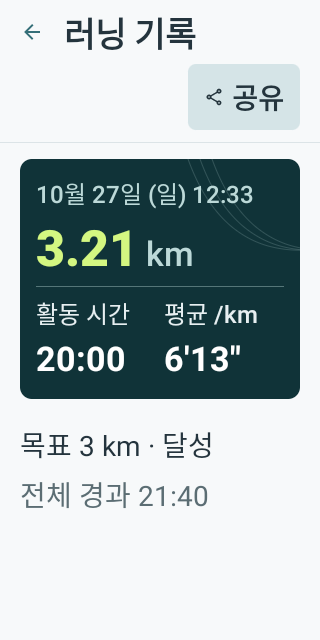 러닝 기록
공유
10월 27일 (일) 12:33
3.21 km
활동 시간 평균 /km
20:00 6'13"
목표 3 km · 달성
전체 경과 21:40